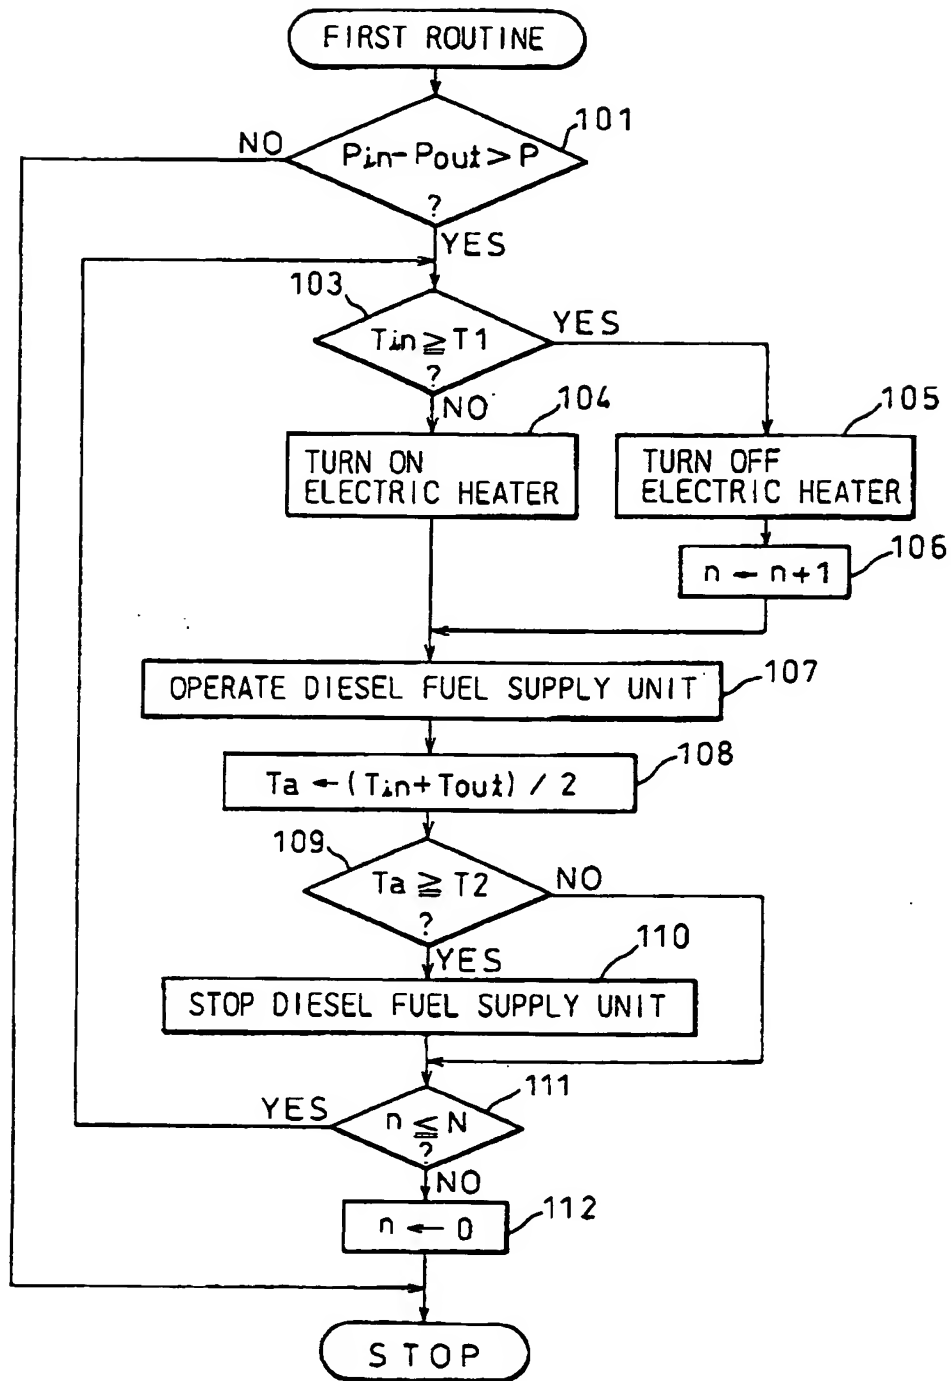 FIRST ROUTINE
101
NO
Pin-Pout > P
?
YES
103
Tin ≧ T1
?
YES
NO
104
105
TURN ON
ELECTRIC HEATER
TURN OFF
ELECTRIC HEATER
106
n ← n+1
OPERATE DIESEL FUEL SUPPLY UNIT
107
108
Ta ← (Tin+Tout) / 2
109
Ta ≧ T2
?
NO
YES
110
STOP DIESEL FUEL SUPPLY UNIT
111
YES
n ≦ N
?
NO
112
n ← 0
STOP